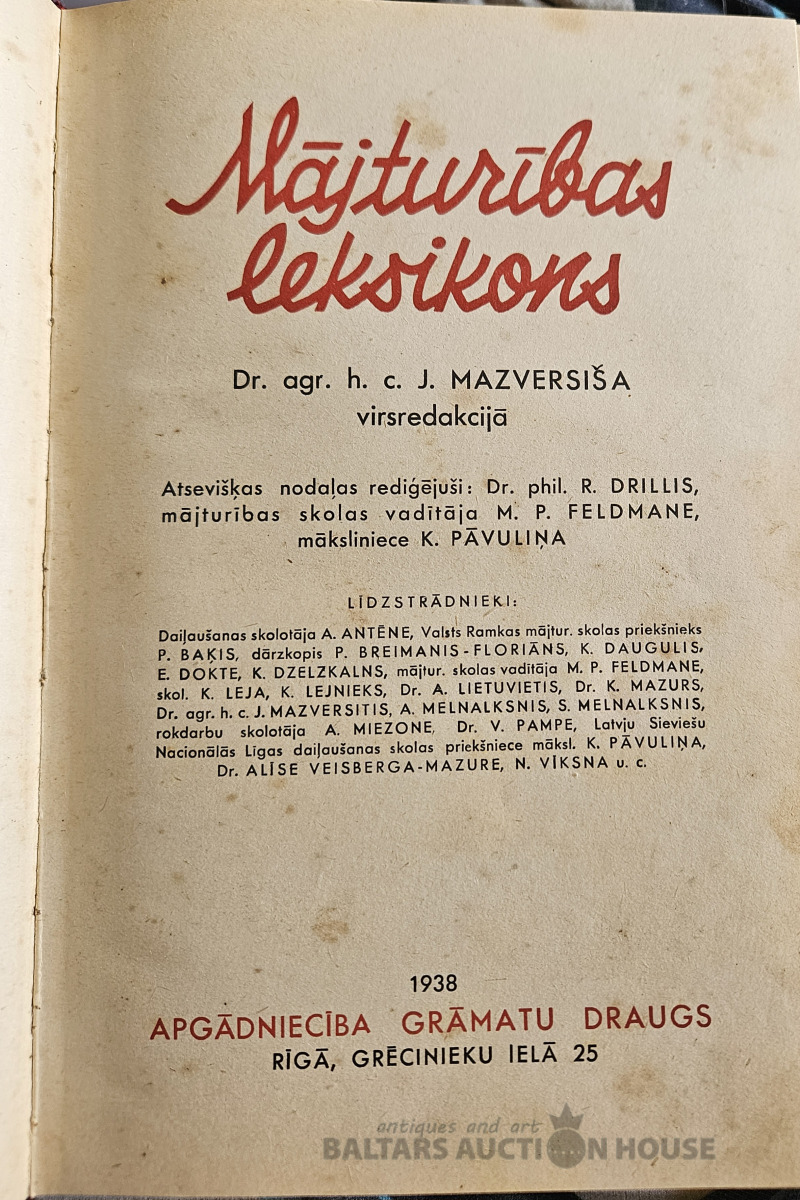 Mājturības
leksikons
Dr. agr. h. c. J. MAZVERSIŠA
virsredakcijā
Atsevišķas nodaļas rediģējuši: Dr. phil. R. DRILLIS,
mājturības skolas vadītāja M. P. FELDMANE,
māksliniece K. PĀVULIŅA
LĪDZSTRĀDNIEKI:
Daiļaušanas skolotāja A. ANTĒNE, Valsts Ramkas mājtur. skolas priekšnieks
P. BAĶIS, dārzkopis P. BREIMANIS-FLORIĀNS, K. DAUGULIS,
E. DOKTE, K. DZELZKALNS, mājtur. skolas vadītāja M. P. FELDMANE,
skol. K. LEJA, K. LEJNIEKS, Dr. A. LIETUVIETIS, Dr. K. MAZURS,
Dr. agr. h. c. J. MAZVERSITIS, A. MELNALKSNIS, S. MELNALKSNIS,
rokdarbu skolotāja A. MIEZONE, Dr. V. PAMPE, Latvju Sieviešu
Nacionālās Līgas daiļaušanas skolas priekšniece māksl. K. PĀVULIŅA,
Dr. ALĪSE VEISBERGA-MAZURE, N. VĪKSNA u. c.
1938
APGĀDNIECĪBA GRĀMATU DRAUGS
RĪGĀ, GRĒCINIEKU IELĀ 25
antiques and art
BALTARS AUCTION HOUSE